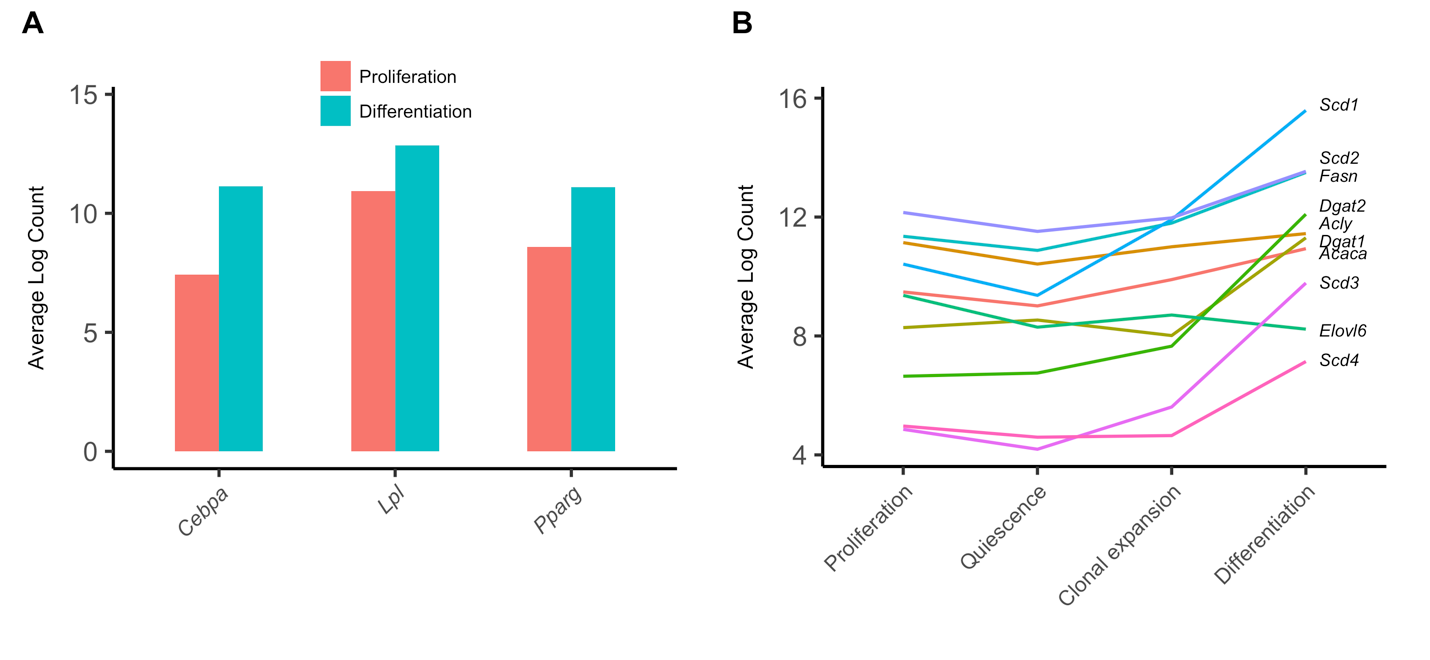 A
Proliferation
Differentiation
Average Log Count
15
10
5
0
Cebpa
Lpl
Pparg
B
Average Log Count
16
12
8
4
Scd1
Scd2
Fasn
Dgat2
Acly
Dgat1
Acaca
Scd3
Elovl6
Scd4
Proliferation
Quiescence
Clonal expansion
Differentiation